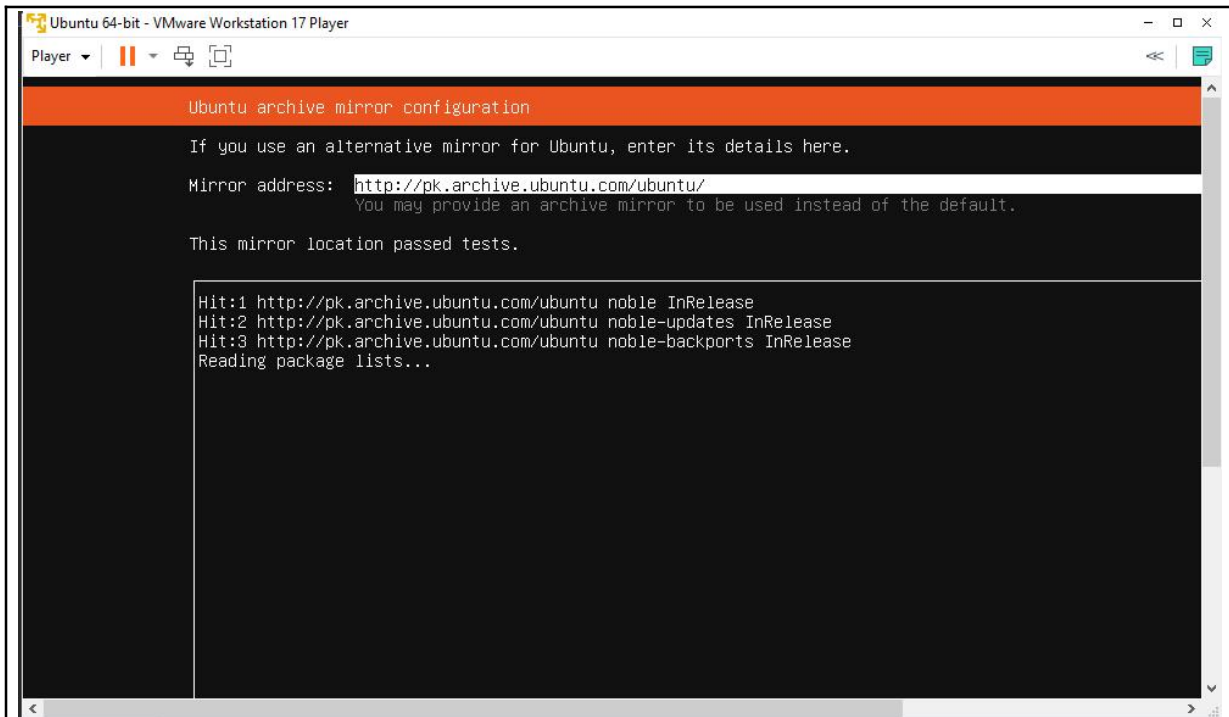 Ubuntu 64-bit - VMware Workstation 17 Player
Player
Ubuntu archive mirror configuration
If you use an alternative mirror for Ubuntu, enter its details here.
Mirror address: http://pk.archive.ubuntu.com/ubuntu/
You may provide an archive mirror to be used instead of the default.
This mirror location passed tests.
Hit:1 http://pk.archive.ubuntu.com/ubuntu noble InRelease
Hit:2 http://pk.archive.ubuntu.com/ubuntu noble-updates InRelease
Hit:3 http://pk.archive.ubuntu.com/ubuntu noble-backports InRelease
Reading package lists...